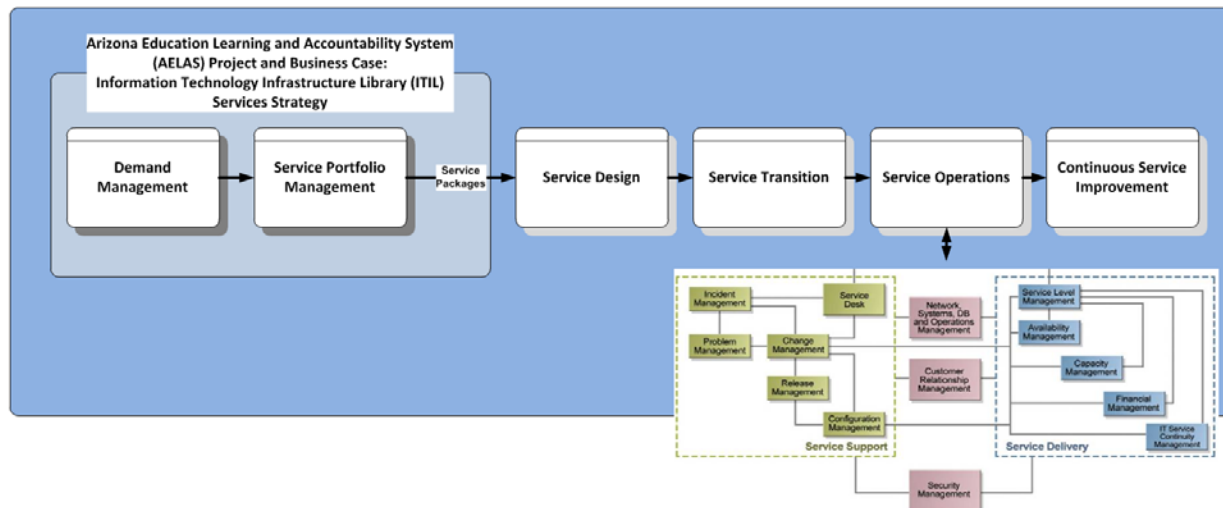 Arizona Education Learning and Accountability System
(AELAS) Project and Business Case:
Information Technology Infrastructure Library (ITIL)
Services Strategy
Demand
Management
Service Portfolio
Management
Service
Packages
Service Design
Service Transition
Service Operations
Continuous Service
Improvement
Incident
Management
Service
Desk
Problem
Management
Change
Management
Release
Management
Configuration
Management
Service Support
Network,
Systems, DB
and Operations
Management
Customer
Relationship
Management
Security
Management
Service Level
Management
Availability
Management
Capacity
Management
Financial
Management
IT Service
Continuity
Management
Service Delivery